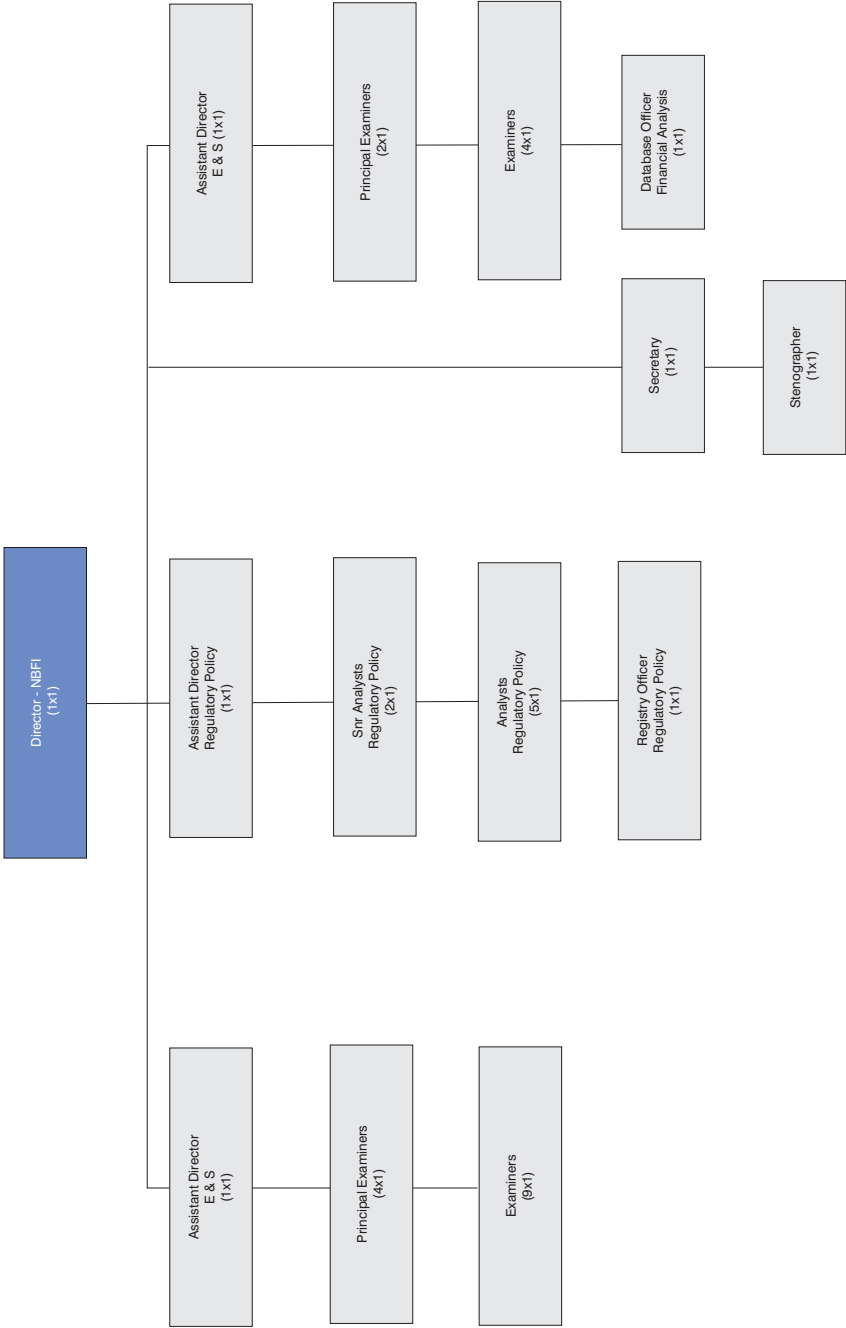 Director - NBFI
(1x1)
Assistant Director
E & S
(1x1)
Principal Examiners
(4x1)
Examiners
(9x1)
Assistant Director
Regulatory Policy
(1x1)
Snr Analysts
Regulatory Policy
(2x1)
Analysts
Regulatory Policy
(5x1)
Registry Officer
Regulatory Policy
(1x1)
Secretary
(1x1)
Stenographer
(1x1)
Assistant Director
E & S (1x1)
Principal Examiners
(2x1)
Examiners
(4x1)
Database Officer
Financial Analysis
(1x1)